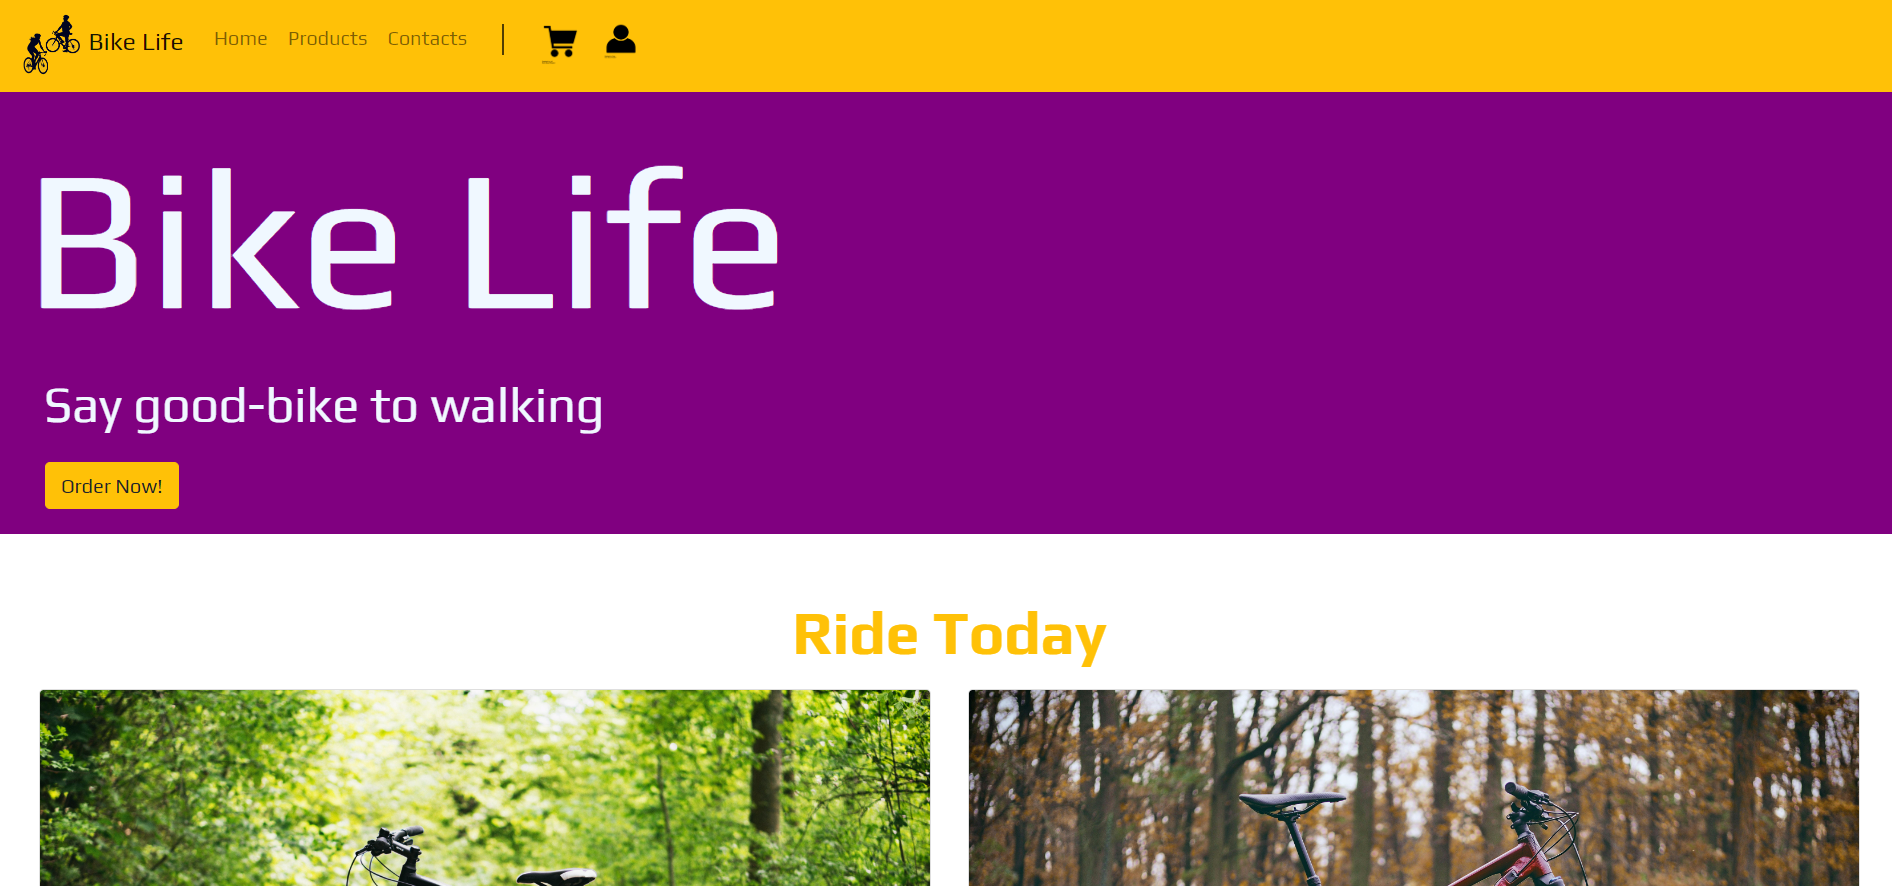 Bike Life Home Products Contacts
Bike Life
Say good-bike to walking
Order Now!
Ride Today